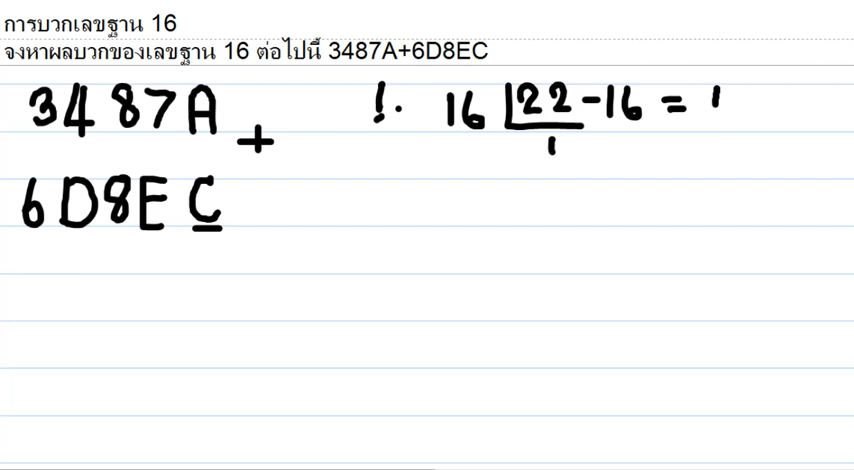 การบวกเลขฐาน 16
จงหาผลบวกของเลขฐาน 16 ต่อไปนี้ 3487A+6D8EC
3487A
+
6D8EC
1. 16 22 -16 = 1
1